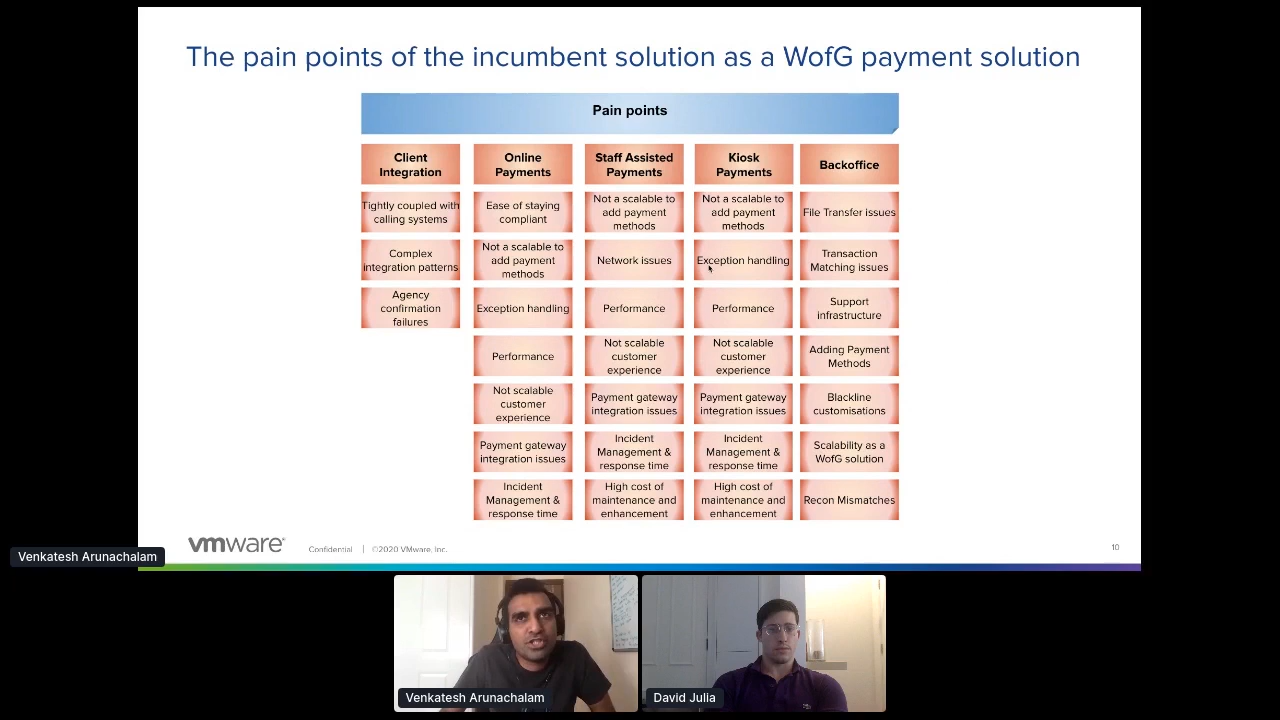 The pain points of the incumbent solution as a WofG payment solution
Pain points
Client
Integration
Tightly coupled with
calling systems
Complex
integration patterns
Agency
confirmation
failures
Online
Payments
Ease of staying
compliant
Not a scalable to
add payment
methods
Exception handling
Performance
Not scalable
customer
experience
Payment gateway
integration issues
Incident
Management &
response time
Staff Assisted
Payments
Not a scalable to
add payment
methods
Network issues
Performance
Not scalable
customer
experience
Payment gateway
integration issues
Incident
Management &
response time
High cost of
maintenance and
enhancement
Kiosk
Payments
Not a scalable to
add payment
methods
Exception handling
Performance
Not scalable
customer
experience
Payment gateway
integration issues
Incident
Management &
response time
High cost of
maintenance and
enhancement
Backoffice
File Transfer issues
Transaction
Matching issues
Support
infrastructure
Adding Payment
Methods
Blackline
customisations
Scalability as a
WofG solution
Recon Mismatches
vmware®
Confidential | ©2020 VMware, Inc.
10
Venkatesh Arunachalam
Venkatesh Arunachalam
David Julia